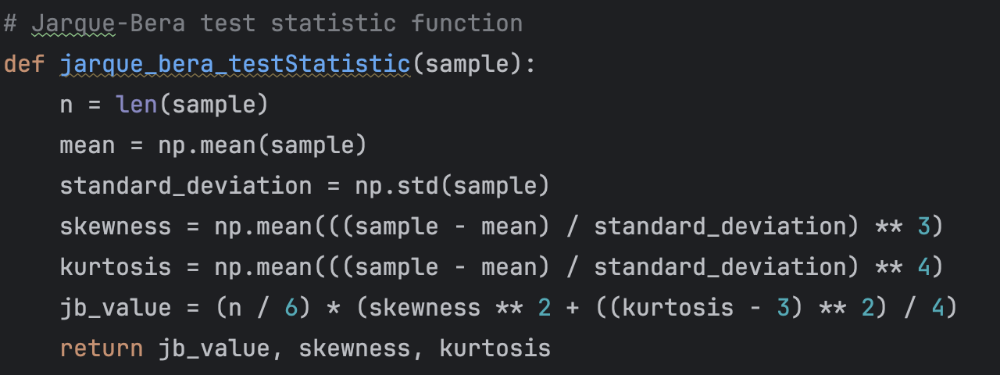 # Jarque-Bera test statistic function
def jarque_bera_testStatistic(sample):
    n = len(sample)
    mean = np.mean(sample)
    standard_deviation = np.std(sample)
    skewness = np.mean(((sample - mean) / standard_deviation) ** 3)
    kurtosis = np.mean(((sample - mean) / standard_deviation) ** 4)
    jb_value = (n / 6) * (skewness ** 2 + ((kurtosis - 3) ** 2) / 4)
    return jb_value, skewness, kurtosis